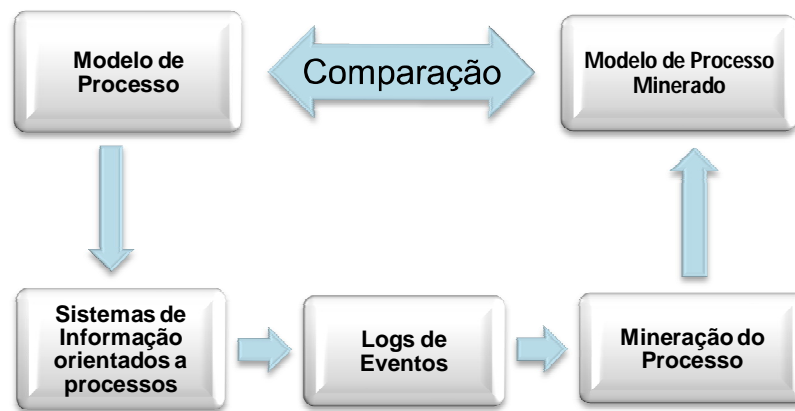 Modelo de
Processo
Comparação
Modelo de Processo
Minerado
Sistemas de
Informação
orientados a
processos
Logs de
Eventos
Mineração do
Processo